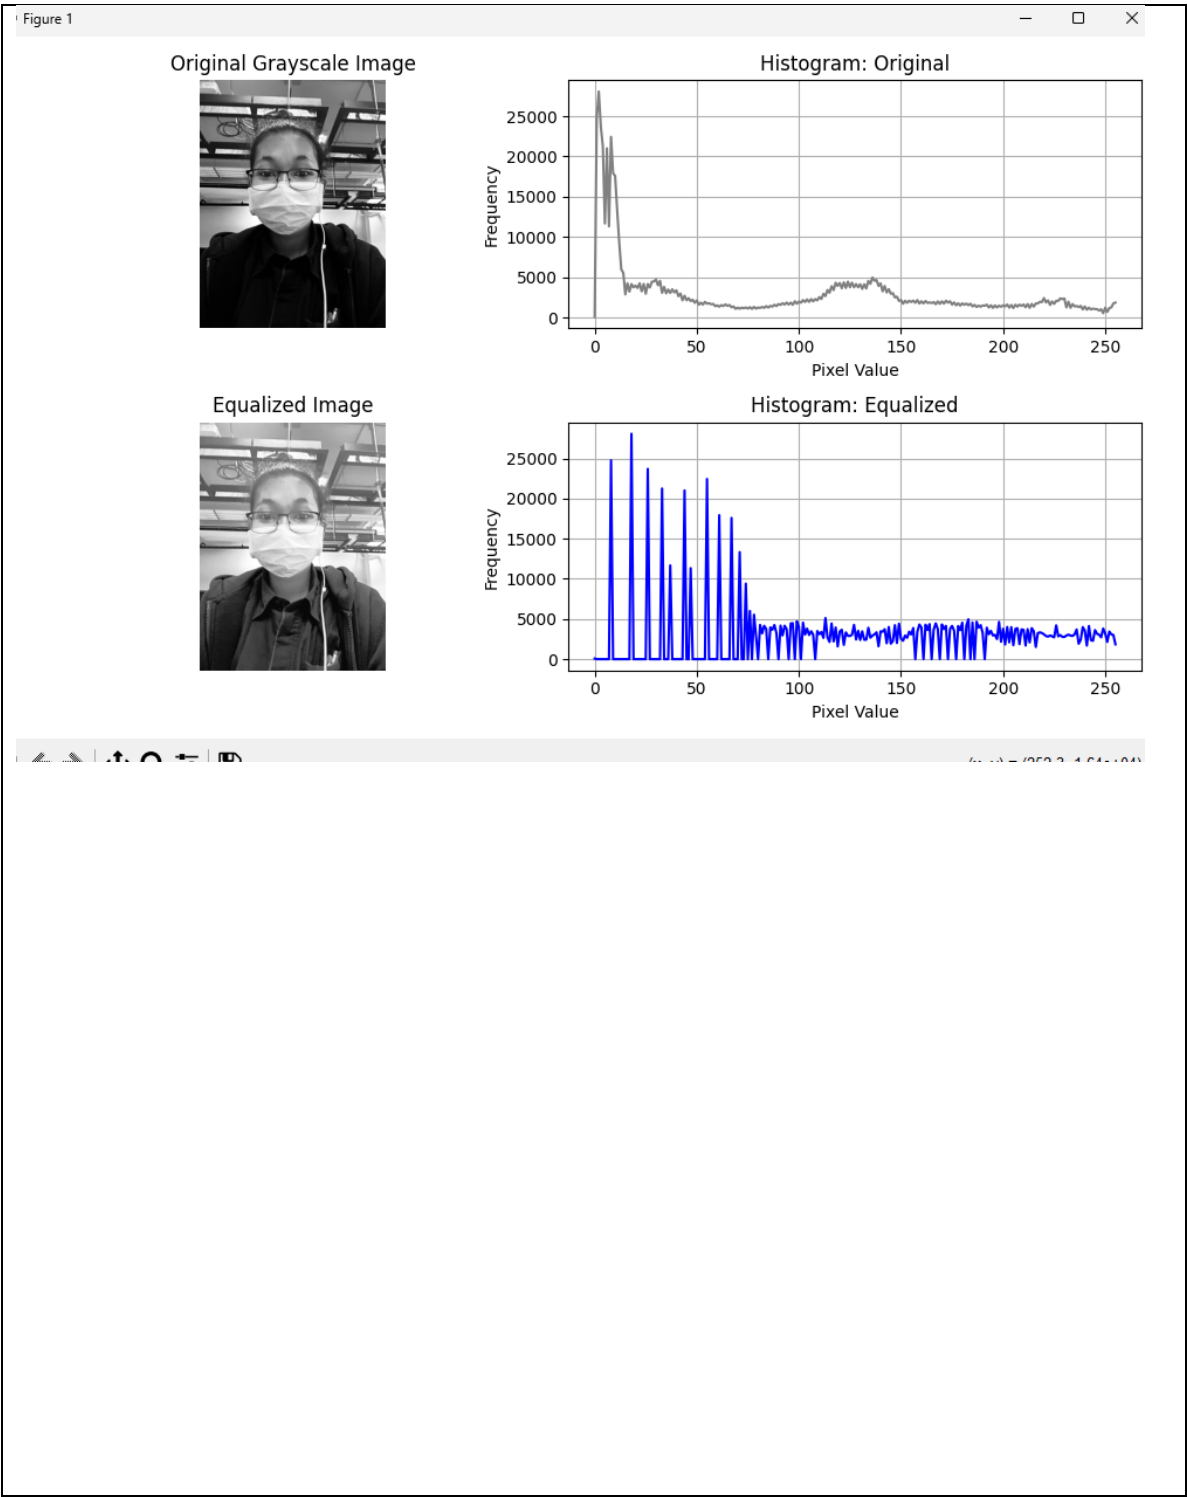 Figure 1
Original Grayscale Image
Histogram: Original
Frequency
25000
20000
15000
10000
5000
0
0 50 100 150 200 250
Pixel Value
Equalized Image
Histogram: Equalized
Frequency
25000
20000
15000
10000
5000
0
0 50 100 150 200 250
Pixel Value